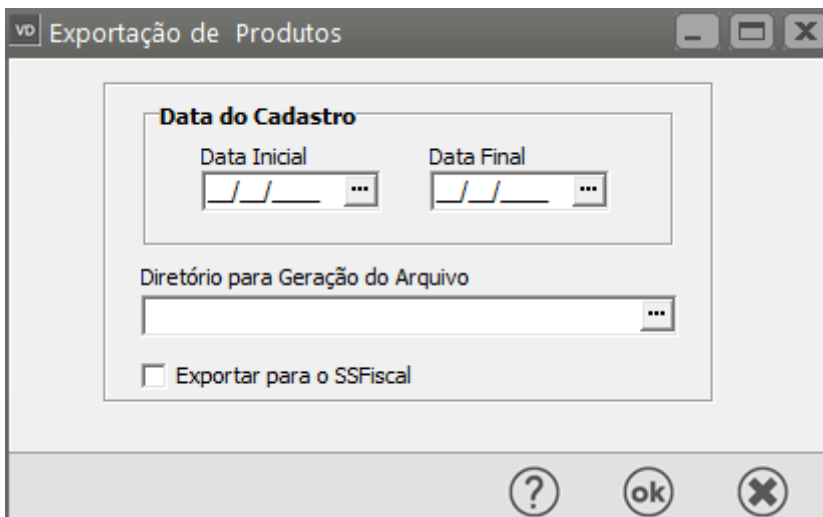 VD Exportação de Produtos
Data do Cadastro
Data Inicial Data Final
__/__/____ ... __/__/____ ...
Diretório para Geração do Arquivo
...
Exportar para o SSFiscal
? ok